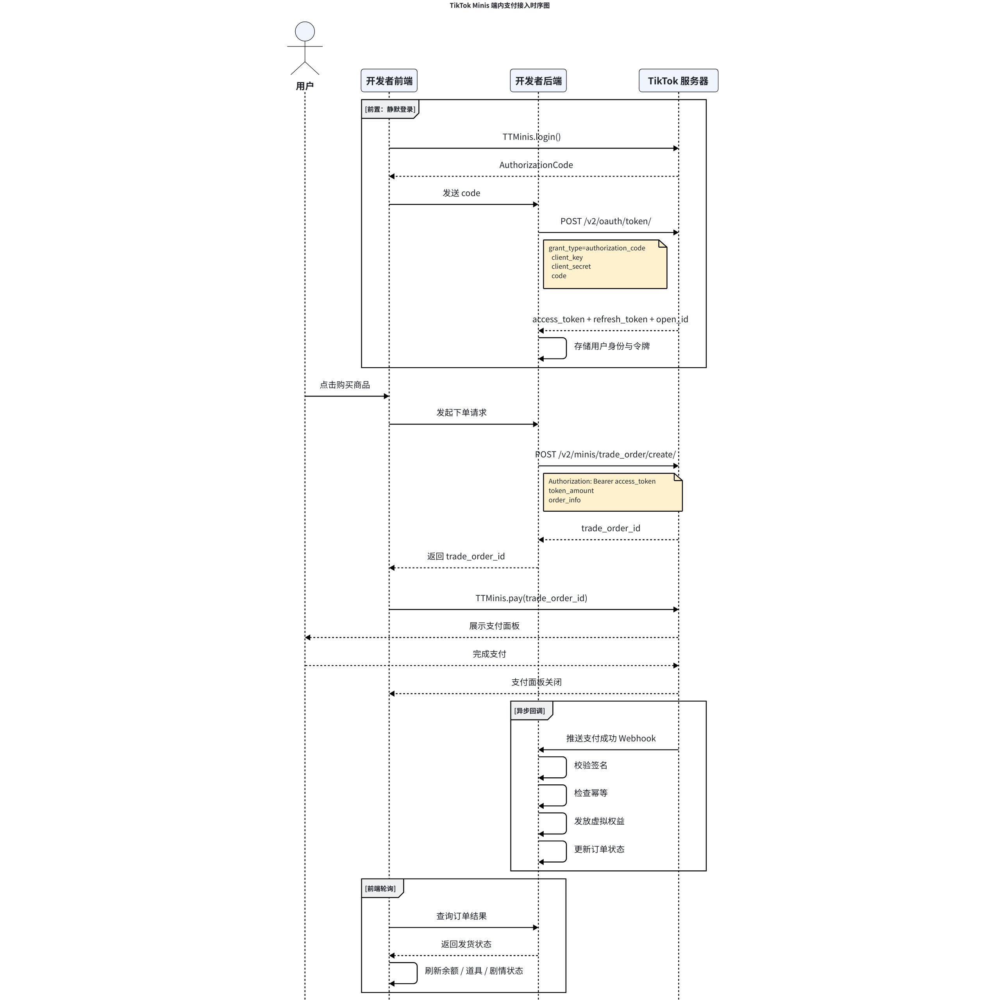 TikTok Minis 端内支付接入时序图
用户
开发者前端
开发者后端
TikTok 服务器
[前置：静默登录]
TTMinis.login()
AuthorizationCode
发送 code
POST /v2/oauth/token/
grant_type=authorization_code
client_key
client_secret
code
access_token + refresh_token + open_id
存储用户身份与令牌
点击购买商品
发起下单请求
POST /v2/minis/trade_order/create/
Authorization: Bearer access_token
token_amount
order_info
trade_order_id
返回 trade_order_id
TTMinis.pay(trade_order_id)
展示支付面板
完成支付
支付面板关闭
[异步回调]
推送支付成功 Webhook
校验签名
检查幂等
发放虚拟权益
更新订单状态
[前端轮询]
查询订单结果
返回发货状态
刷新余额 / 道具 / 剧情状态